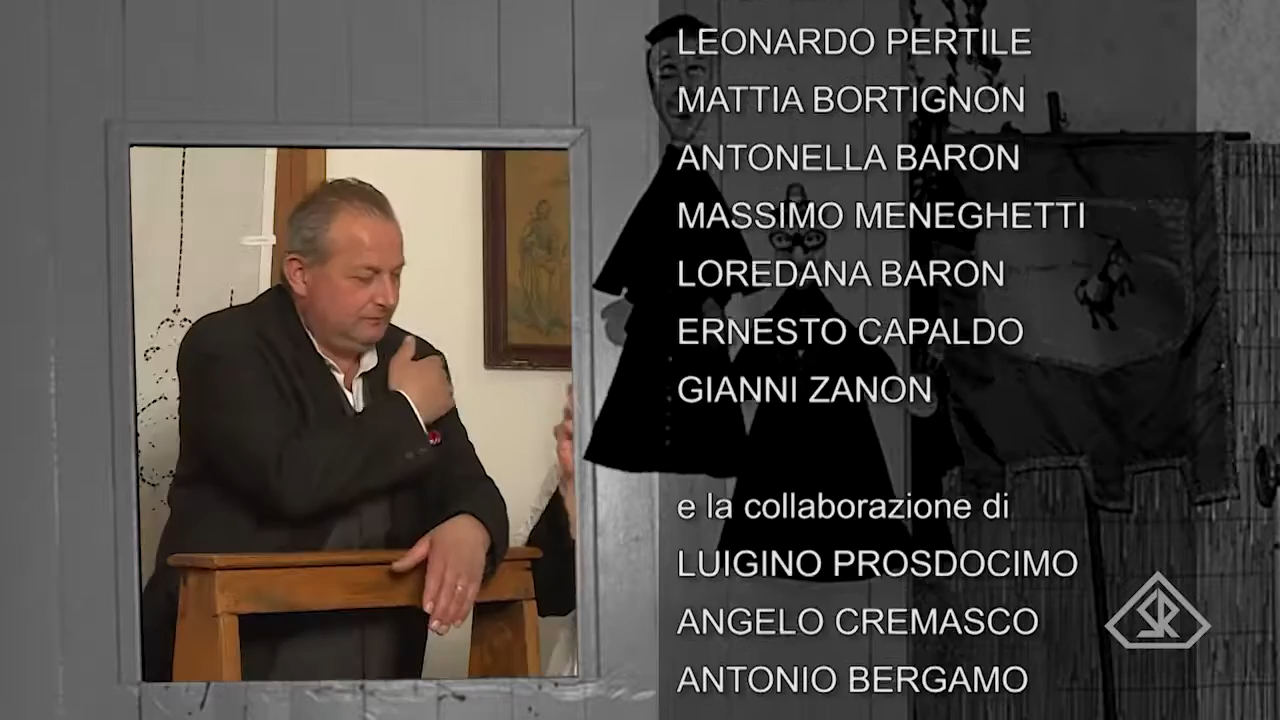 LEONARDO PERTILE
MATTIA BORTIGNON
ANTONELLA BARON
MASSIMO MENEGHETTI
LOREDANA BARON
ERNESTO CAPALDO
GIANNI ZANON
e la collaborazione di
LUIGINO PROSDOCIMO
ANGELO CREMASCO
ANTONIO BERGAMO
SR